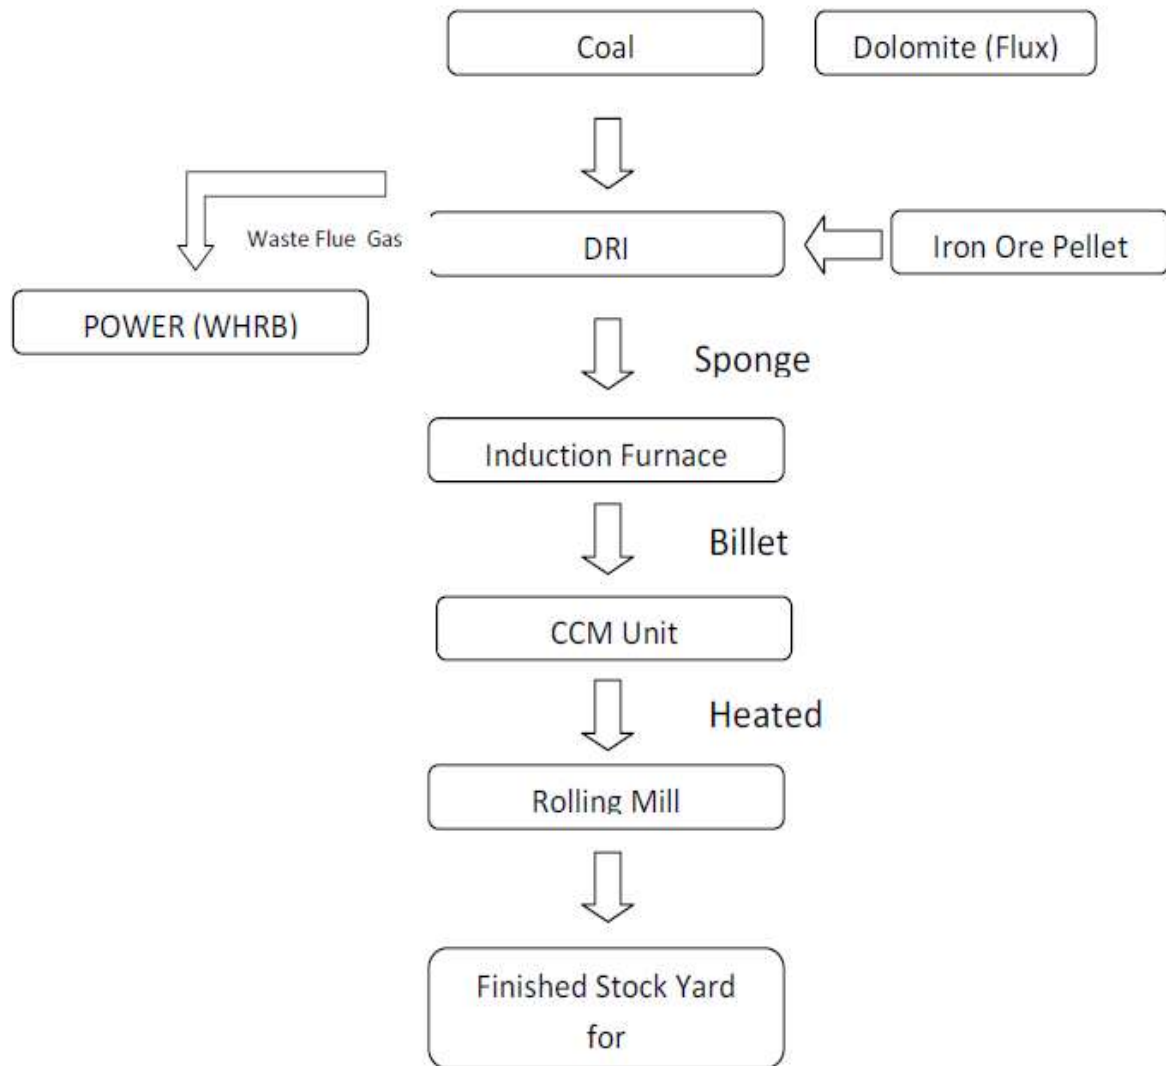 Coal
Dolomite (Flux)
Waste Flue Gas
DRI
Iron Ore Pellet
POWER (WHRB)
Sponge
Induction Furnace
Billet
CCM Unit
Heated
Rolling Mill
Finished Stock Yard
for